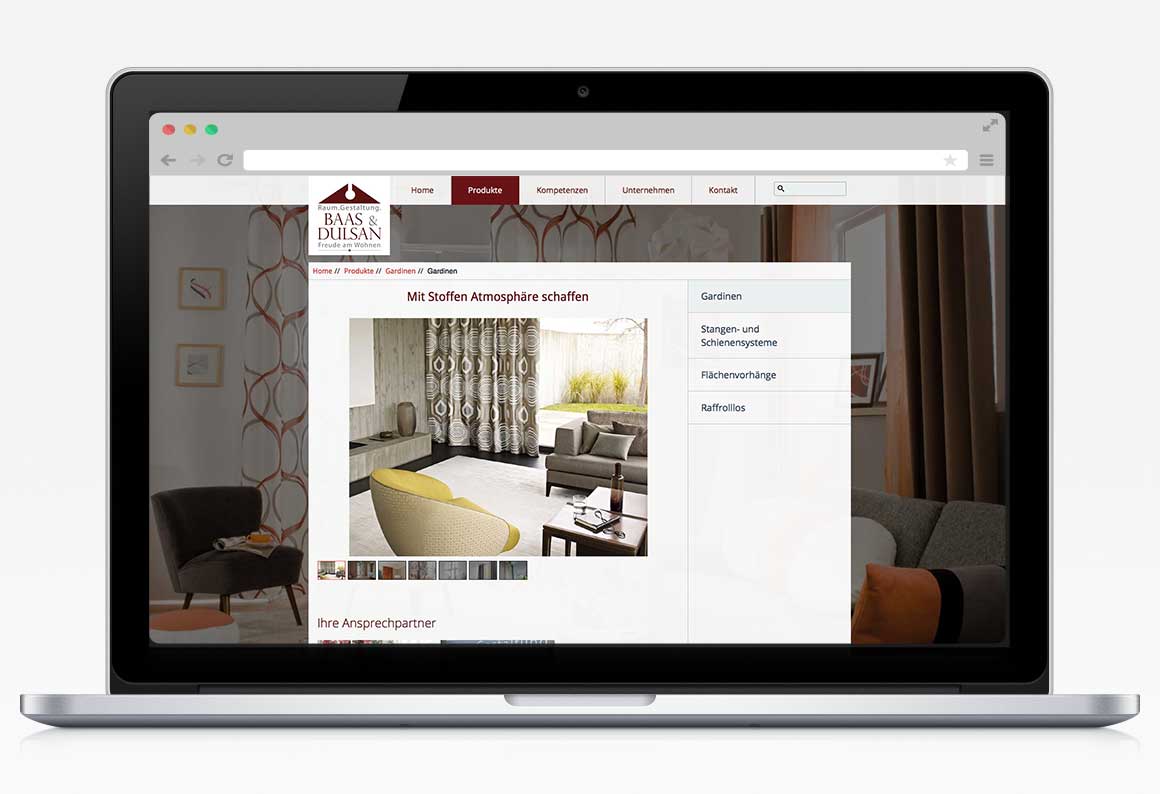 Home
Produkte
Kompetenzen
Unternehmen
Kontakt
Raum.Gestaltung.
BAAS &
DULSAN
Freude am Wohnen
Home // Produkte // Gardinen // Gardinen
Mit Stoffen Atmosphäre schaffen
Gardinen
Stangen- und
Schienensysteme
Flächenvorhänge
Raffrolllos
Ihre Ansprechpartner